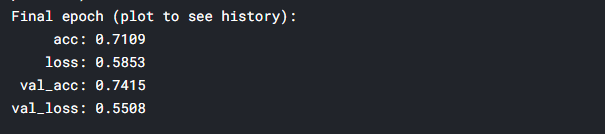 Final epoch (plot to see history):
acc: 0.7109
loss: 0.5853
val_acc: 0.7415
val_loss: 0.5508